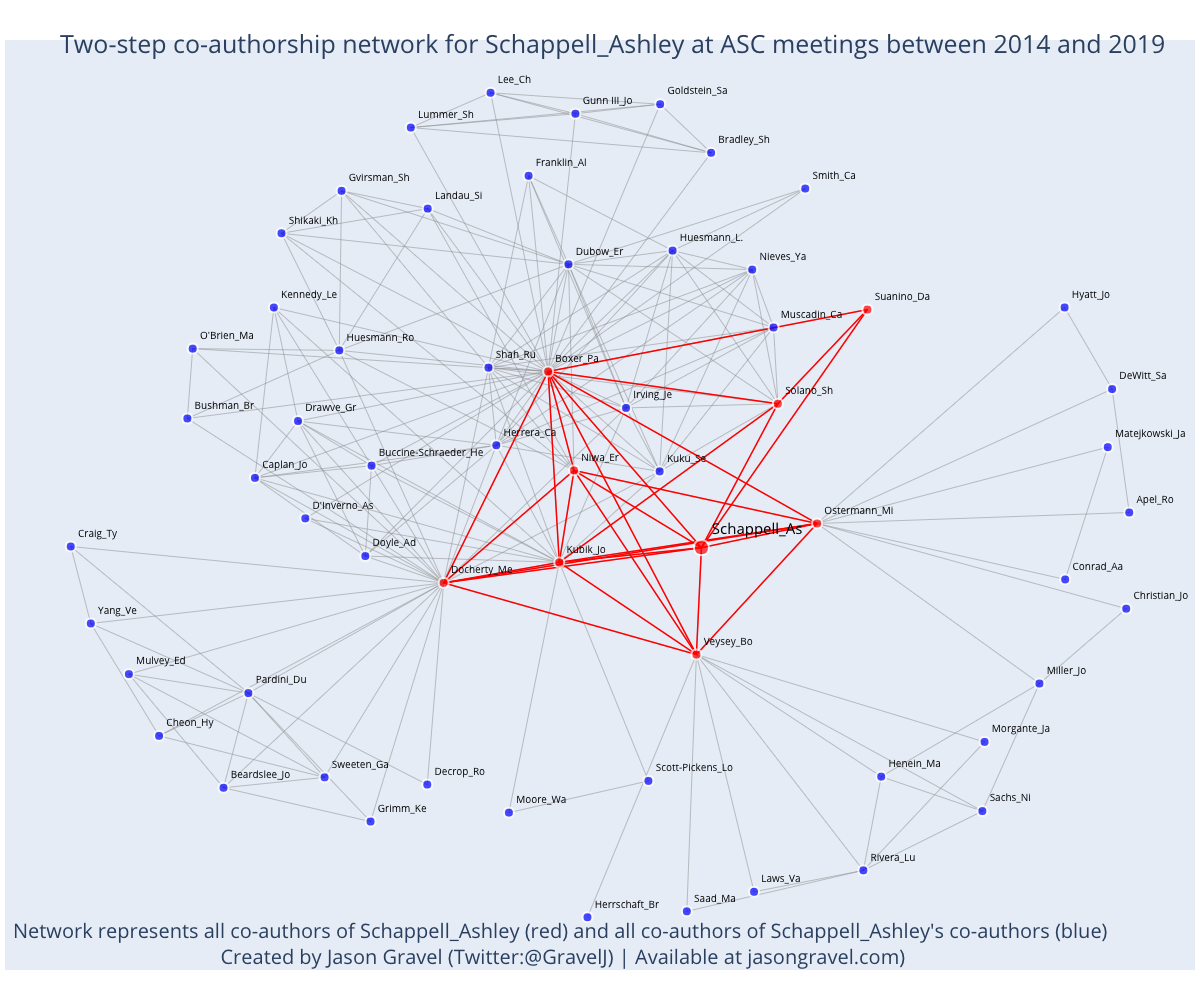 Two-step co-authorship network for Schappell_Ashley at ASC meetings between 2014 and 2019
Lee_Ch
Goldstein_Sa
Gunn III_Jo
Lummer_Sh
Bradley_Sh
Franklin_Al
Smith_Ca
Gvirsman_Sh
Landau_Si
Shikaki_Kh
Huesmann_L.
Dubow_Er
Nieves_Ya
Kennedy_Le
Suanino_Da
Hyatt_Jo
Muscadin_Ca
O'Brien_Ma
Huesmann_Ro
Shah_Ru
Boxer_Pa
DeWitt_Sa
Solano_Sh
Irving_Je
Bushman_Br
Drawve_Gr
Herrera_Ca
Matejkowski_Ja
Buccine-Schraeder_He
Niwa_Er
Kuku_Se
Caplan_Jo
D'Inverno_As
Ostermann_Mi
Apel_Ro
Schappell_As
Craig_Ty
Doyle_Ad
Kubik_Jo
Docherty_Me
Conrad_Aa
Christian_Jo
Yang_Ve
Veysey_Bo
Mulvey_Ed
Miller_Jo
Pardini_Du
Cheon_Hy
Morgante_Ja
Sweeten_Ga
Henein_Ma
Scott-Pickens_Lo
Beardslee_Jo
Decrop_Ro
Sachs_Ni
Moore_Wa
Grimm_Ke
Rivera_Lu
Laws_Va
Saad_Ma
Herrschaft_Br
Network represents all co-authors of Schappell_Ashley (red) and all co-authors of Schappell_Ashley's co-authors (blue)
Created by Jason Gravel (Twitter:@GravelJ) | Available at jasongravel.com)